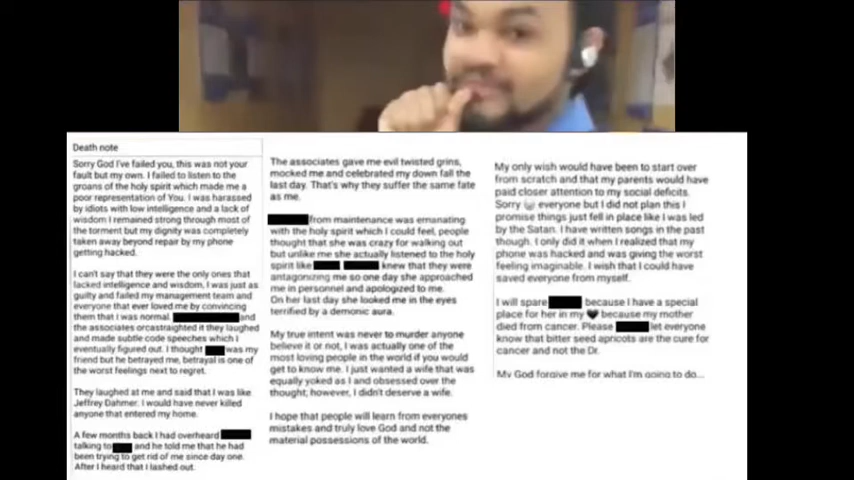 Death note
Sorry God I've failed you, this was not your
fault but my own. I failed to listen to the
groans of the holy spirit which made me a
poor representation of You. I was harassed
by idiots with low intelligence and a lack of
wisdom I remained strong through most of
the torment but my dignity was completely
taken away beyond repair by my phone
getting hacked.
I can't say that they were the only ones that
lacked intelligence and wisdom, I was just as
guilty and failed my management team and
everyone that ever loved me by convincing
them that I was normal. and
the associates orcastraighted it they laughed
and made subtle code speeches which I
eventually figured out. I thought was my
friend but he betrayed me, betrayal is one of
the worst feelings next to regret.
They laughed at me and said that I was like
Jeffrey Dahmer. I would have never killed
anyone that entered my home.
A few months back I had overheard
talking to and he told me that he had
been trying to get rid of me since day one.
After I heard that I lashed out.
The associates gave me evil twisted grins,
mocked me and celebrated my down fall the
last day. That's why they suffer the same fate
as me.
from maintenance was emanating
with the holy spirit which I could feel, people
thought that she was crazy for walking out
but unlike me she actually listened to the holy
spirit like knew that they were
antagonizing me so one day she approached
me in personnel and apologized to me.
On her last day she looked me in the eyes
terrified by a demonic aura.
My true intent was never to murder anyone
believe it or not, I was actually one of the
most loving people in the world if you would
get to know me. I just wanted a wife that was
equally yoked as I and obsessed over the
thought; however, I didn't deserve a wife.
I hope that people will learn from everyones
mistakes and truly love God and not the
material possessions of the world.
My only wish would have been to start over
from scratch and that my parents would have
paid closer attention to my social deficits.
Sorry everyone but I did not plan this I
promise things just fell in place like I was led
by the Satan. I have written songs in the past
though. I only did it when I realized that my
phone was hacked and was giving the worst
feeling imaginable. I wish that I could have
saved everyone from myself.
I will spare because I have a special
place for her in my 🖤 because my mother
died from cancer. Please let everyone
know that bitter seed apricots are the cure for
cancer and not the Dr.
My God forgive me for what I'm going to do...